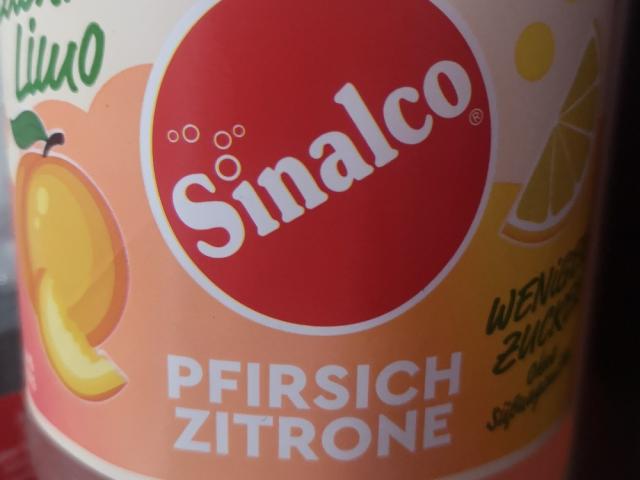 Limo
Sinalco®
WENiGER
ZUCKER
PFIRSICH
ZITRONE